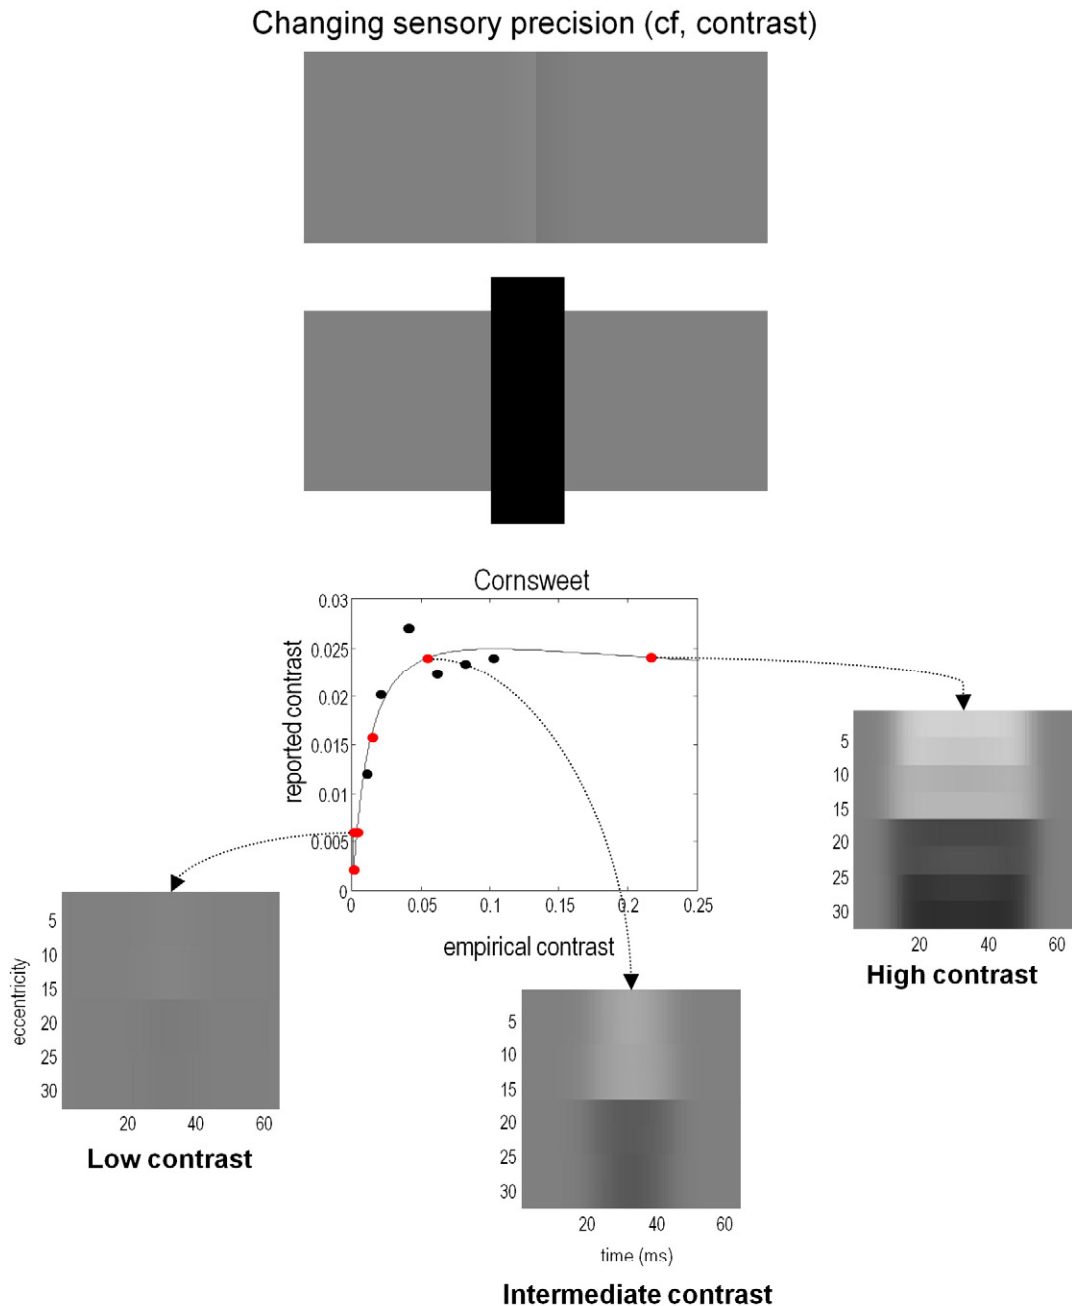 Changing sensory precision (cf, contrast)
Cornsweet
0.03
0.025
0.02
0.015
0.01
0.005
0
reported contrast
0 0.05 0.1 0.15 0.2 0.25
empirical contrast
5
10
15
20
25
30
20 40 60
High contrast
5
10
15
20
25
30
eccentricity
20 40 60
Low contrast
5
10
15
20
25
30
20 40 60
time (ms)
Intermediate contrast